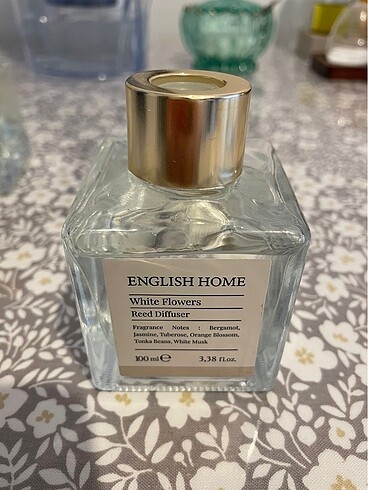 ENGLISH HOME
White Flowers
Reed Diffuser
Fragrance Notes : Bergamot,
Jasmine, Tuberose, Orange Blossom,
Tonka Beans, White Musk
100 ml℮ 3,38 fl.oz.